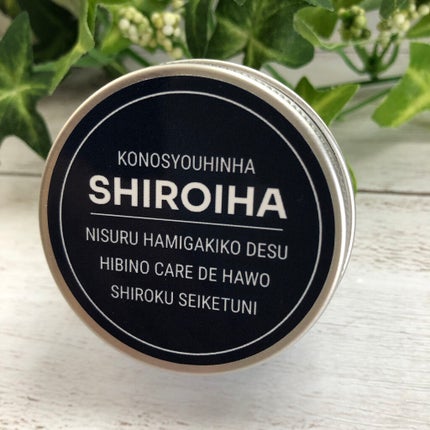 KONOSYOUHINHA
SHIROIHA
NISURU HAMIGAKIKO DESU
HIBINO CARE DE HAWO
SHIROKU SEIKETUNI